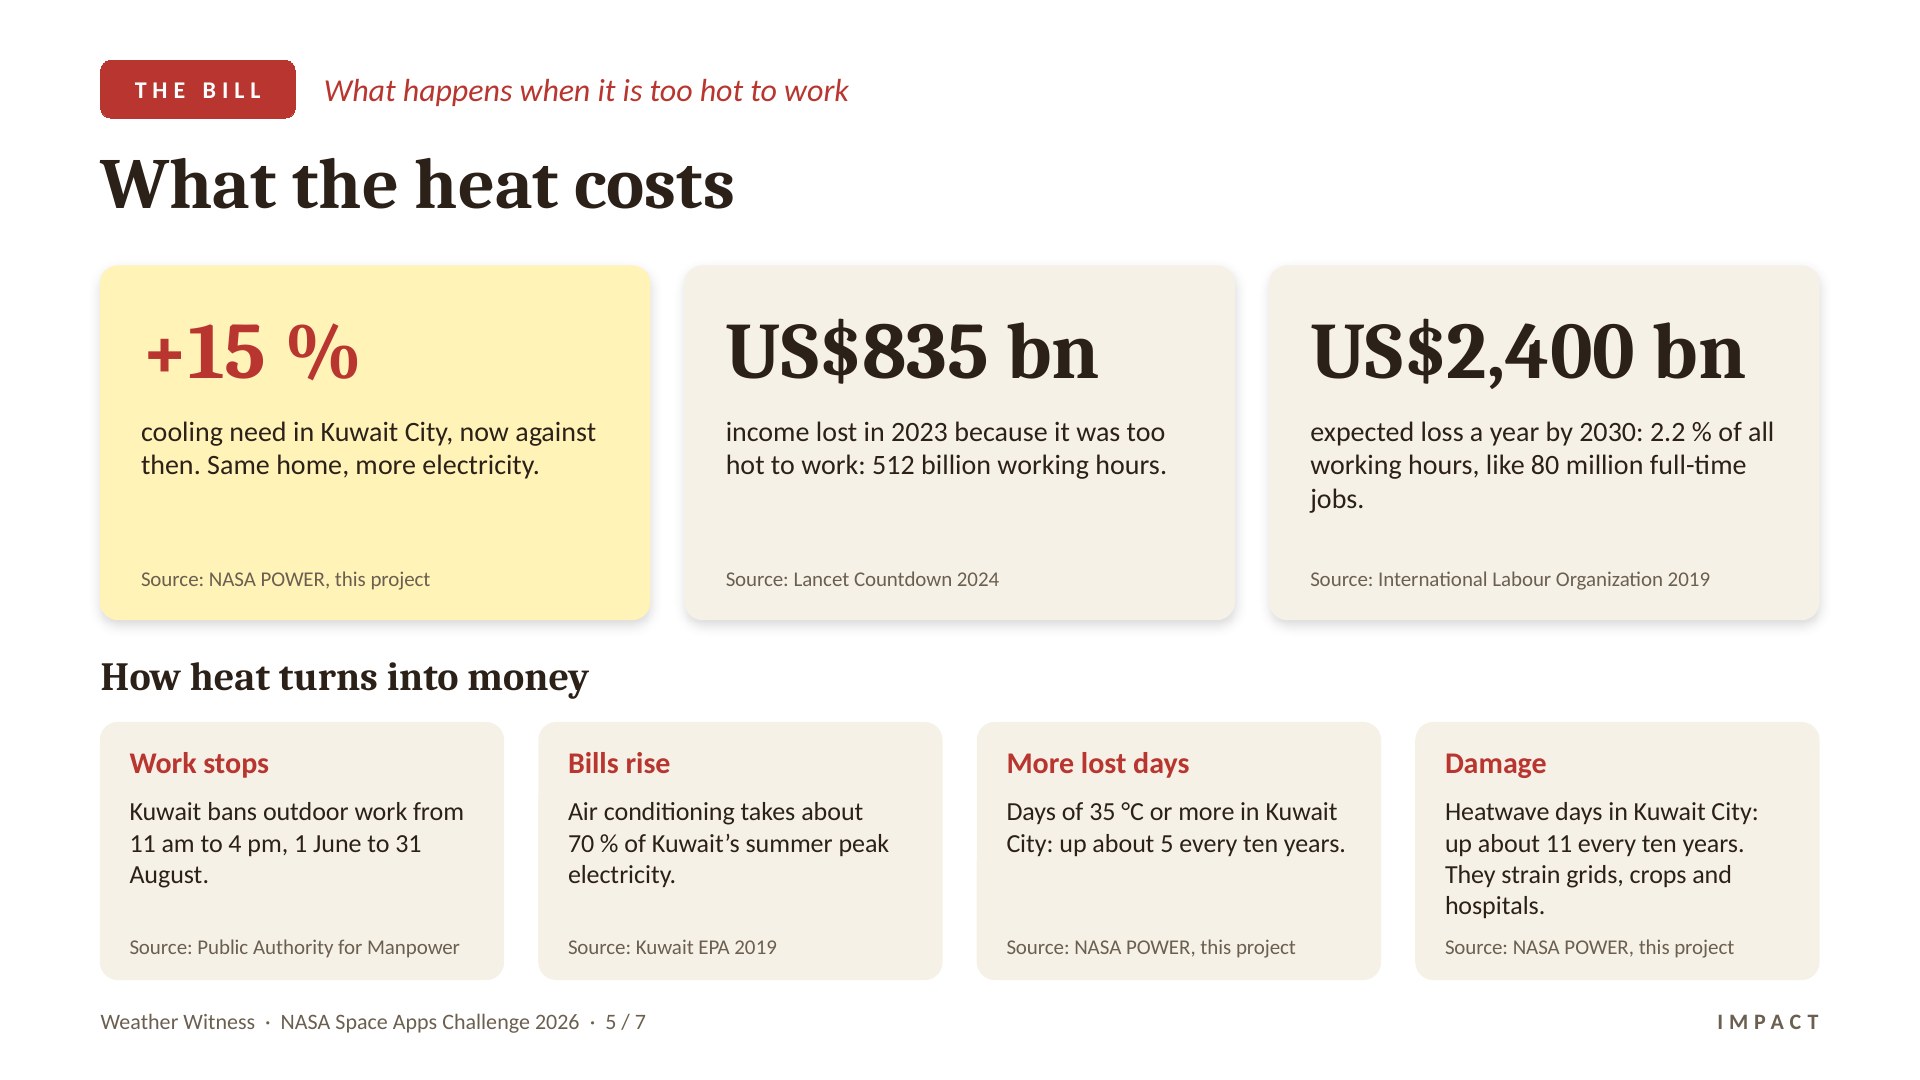 THE BILL
What happens when it is too hot to work
What the heat costs
+15 %
cooling need in Kuwait City, now against
then. Same home, more electricity.
Source: NASA POWER, this project
US$835 bn
income lost in 2023 because it was too
hot to work: 512 billion working hours.
Source: Lancet Countdown 2024
US$2,400 bn
expected loss a year by 2030: 2.2 % of all
working hours, like 80 million full-time
jobs.
Source: International Labour Organization 2019
How heat turns into money
Work stops
Kuwait bans outdoor work from
11 am to 4 pm, 1 June to 31
August.
Source: Public Authority for Manpower
Bills rise
Air conditioning takes about
70 % of Kuwait’s summer peak
electricity.
Source: Kuwait EPA 2019
More lost days
Days of 35 °C or more in Kuwait
City: up about 5 every ten years.
Source: NASA POWER, this project
Damage
Heatwave days in Kuwait City:
up about 11 every ten years.
They strain grids, crops and
hospitals.
Source: NASA POWER, this project
Weather Witness · NASA Space Apps Challenge 2026 · 5 / 7
IMPACT